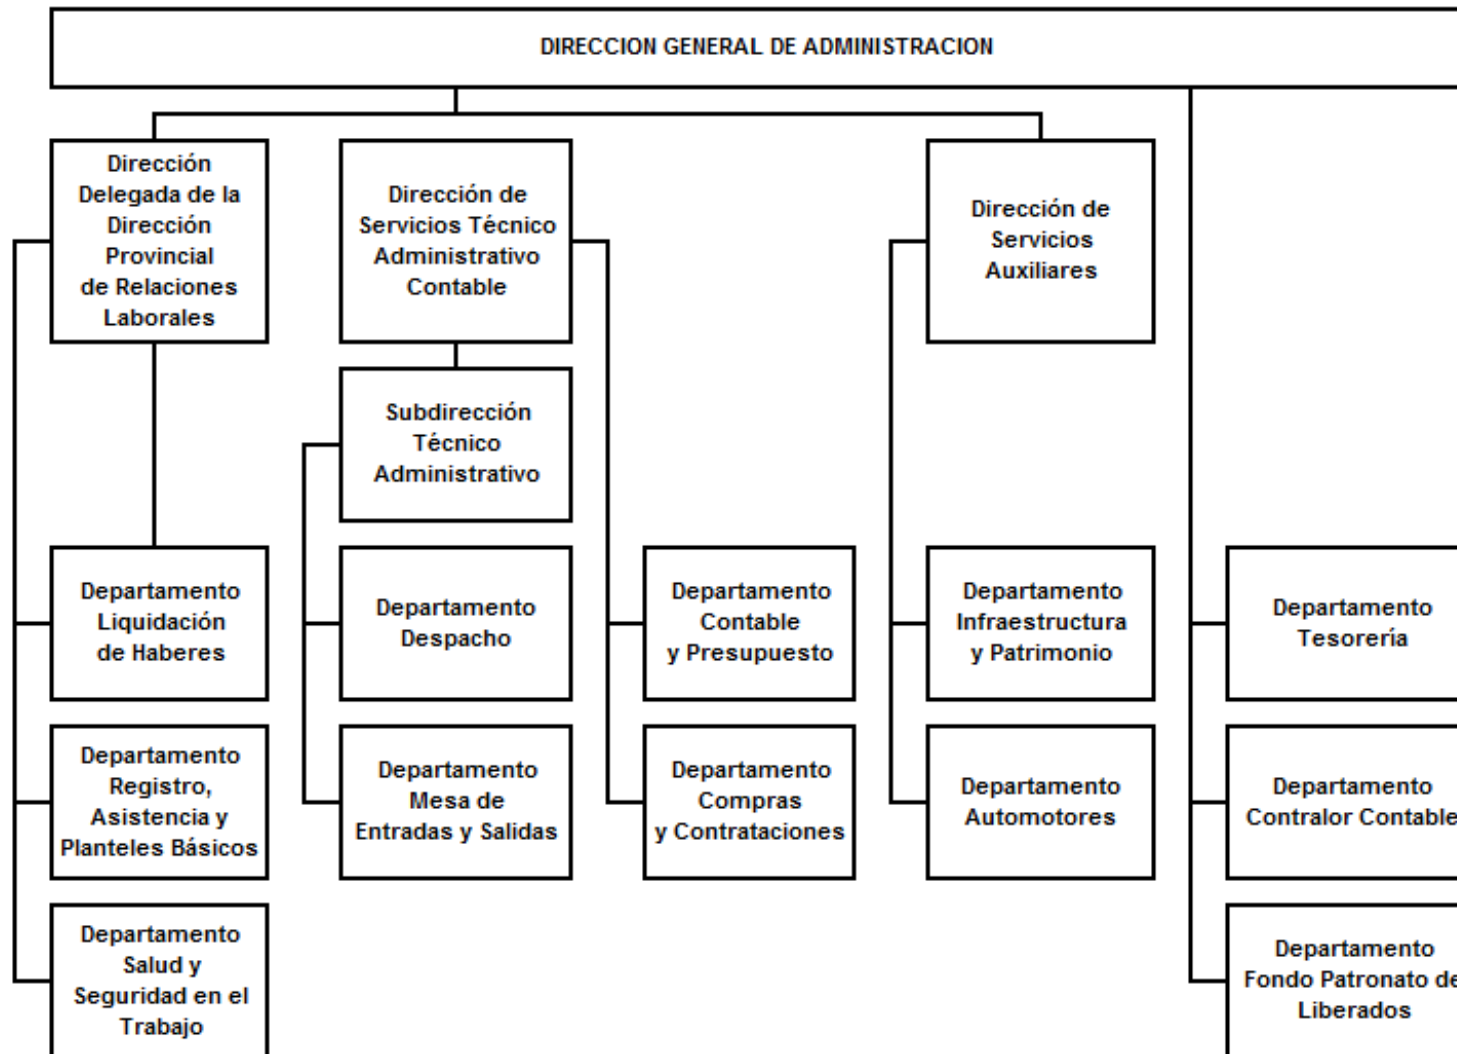 DIRECCION GENERAL DE ADMINISTRACION
Dirección
Delegada de la
Dirección
Provincial
de Relaciones
Laborales
Dirección de
Servicios Técnico
Administrativo
Contable
Dirección de
Servicios
Auxiliares
Subdirección
Técnico
Administrativo
Departamento
Liquidación
de Haberes
Departamento
Despacho
Departamento
Contable
y Presupuesto
Departamento
Infraestructura
y Patrimonio
Departamento
Tesorería
Departamento
Registro,
Asistencia y
Planteles Básicos
Departamento
Mesa de
Entradas y Salidas
Departamento
Compras
y Contrataciones
Departamento
Automotores
Departamento
Contralor Contable
Departamento
Salud y
Seguridad en el
Trabajo
Departamento
Fondo Patronato de
Liberados